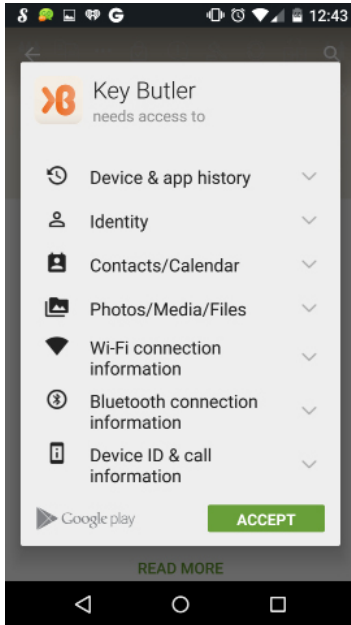 12:43
Key Butler
needs access to
Device & app history
Identity
Contacts/Calendar
Photos/Media/Files
Wi-Fi connection
information
Bluetooth connection
information
Device ID & call
information
Google play
ACCEPT
READ MORE